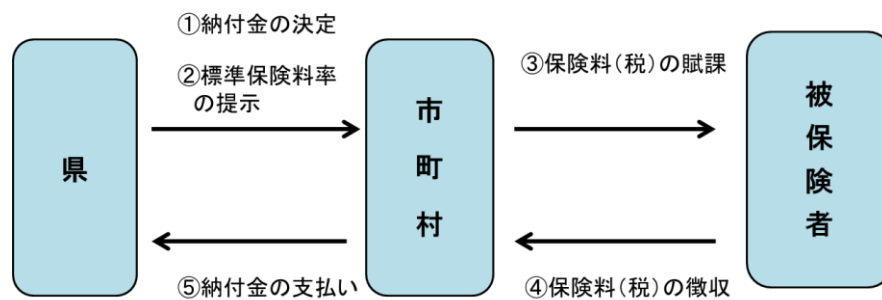 ①納付金の決定
②標準保険料率
の提示
県
市町村
⑤納付金の支払い
③保険料(税)の賦課
④保険料(税)の徴収
被保険者